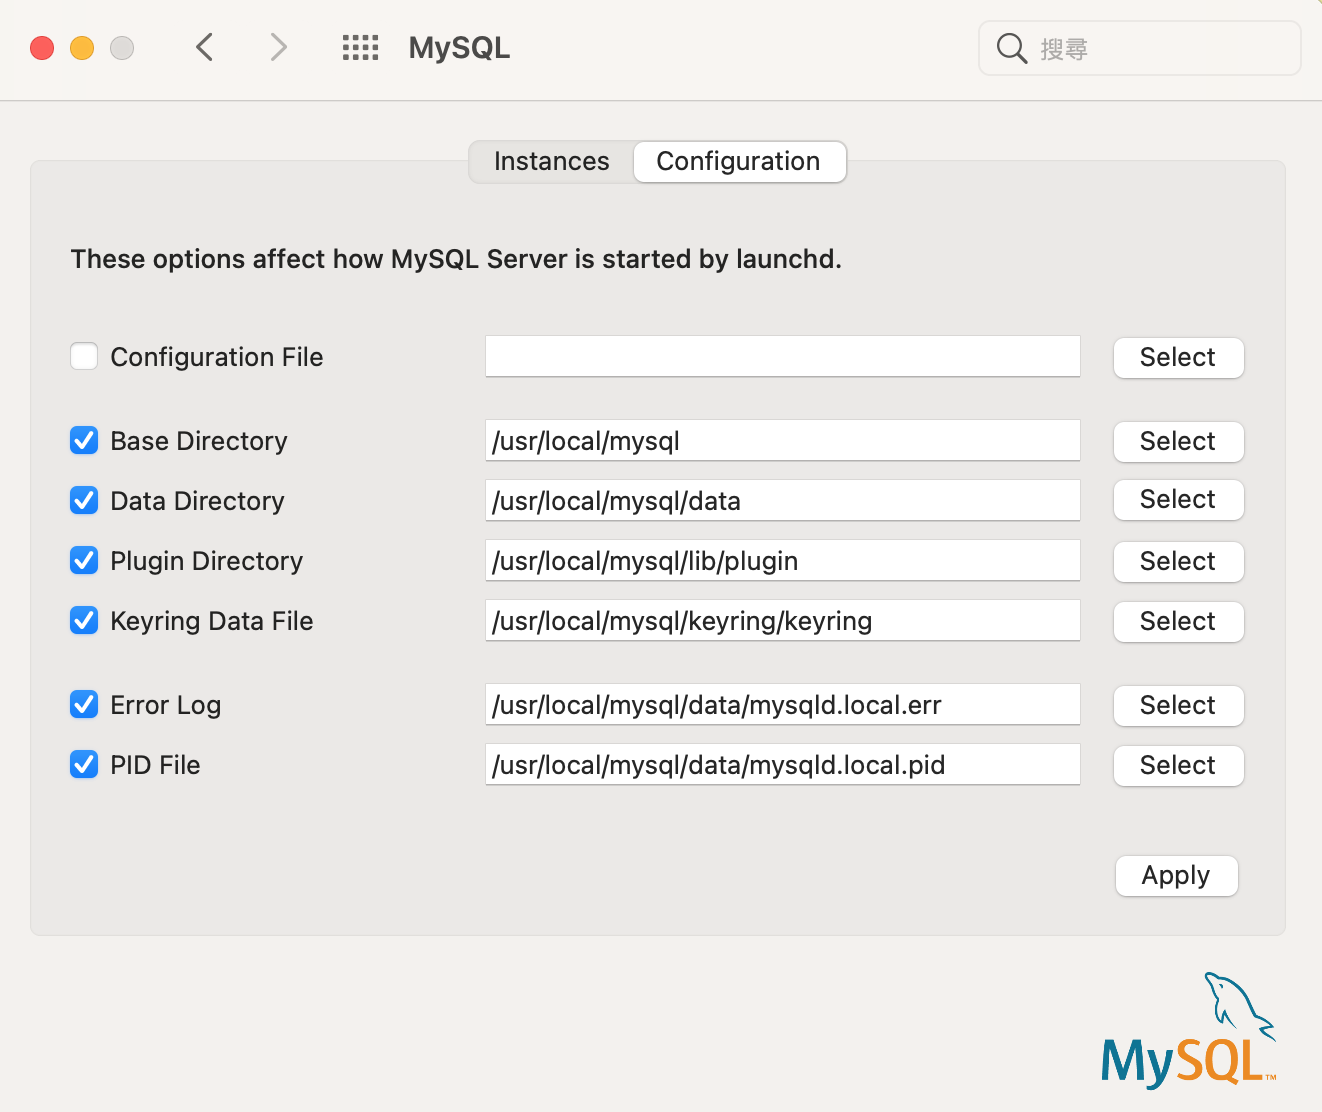 MySQL
搜尋
Instances
Configuration
These options affect how MySQL Server is started by launchd.
Configuration File
Select
Base Directory
/usr/local/mysql
Select
Data Directory
/usr/local/mysql/data
Select
Plugin Directory
/usr/local/mysql/lib/plugin
Select
Keyring Data File
/usr/local/mysql/keyring/keyring
Select
Error Log
/usr/local/mysql/data/mysqld.local.err
Select
PID File
/usr/local/mysql/data/mysqld.local.pid
Select
Apply
MySQL™